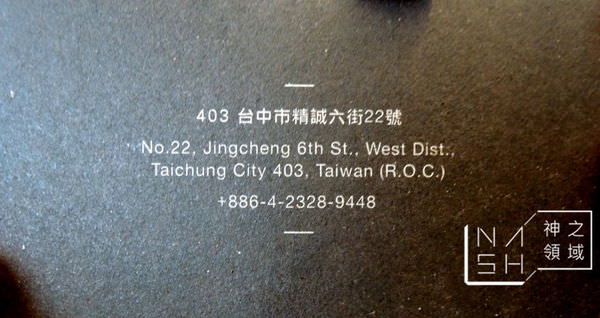 403 台中市精誠六街22號
No.22, Jingcheng 6th St., West Dist.,
Taichung City 403, Taiwan (R.O.C.)
+886-4-2328-9448
NASH
神之領域